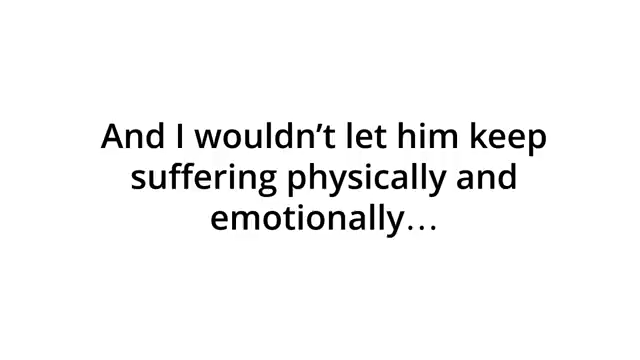 And I wouldn’t let him keep
suffering physically and
emotionally…